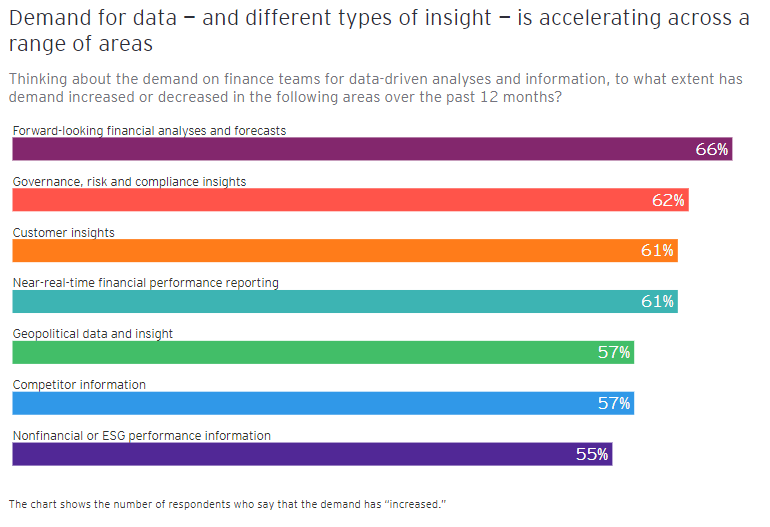 Demand for data – and different types of insight – is accelerating across a
range of areas
Thinking about the demand on finance teams for data-driven analyses and information, to what extent has
demand increased or decreased in the following areas over the past 12 months?
Forward-looking financial analyses and forecasts
66%
Governance, risk and compliance insights
62%
Customer insights
61%
Near-real-time financial performance reporting
61%
Geopolitical data and insight
57%
Competitor information
57%
Nonfinancial or ESG performance information
55%
The chart shows the number of respondents who say that the demand has “increased.”